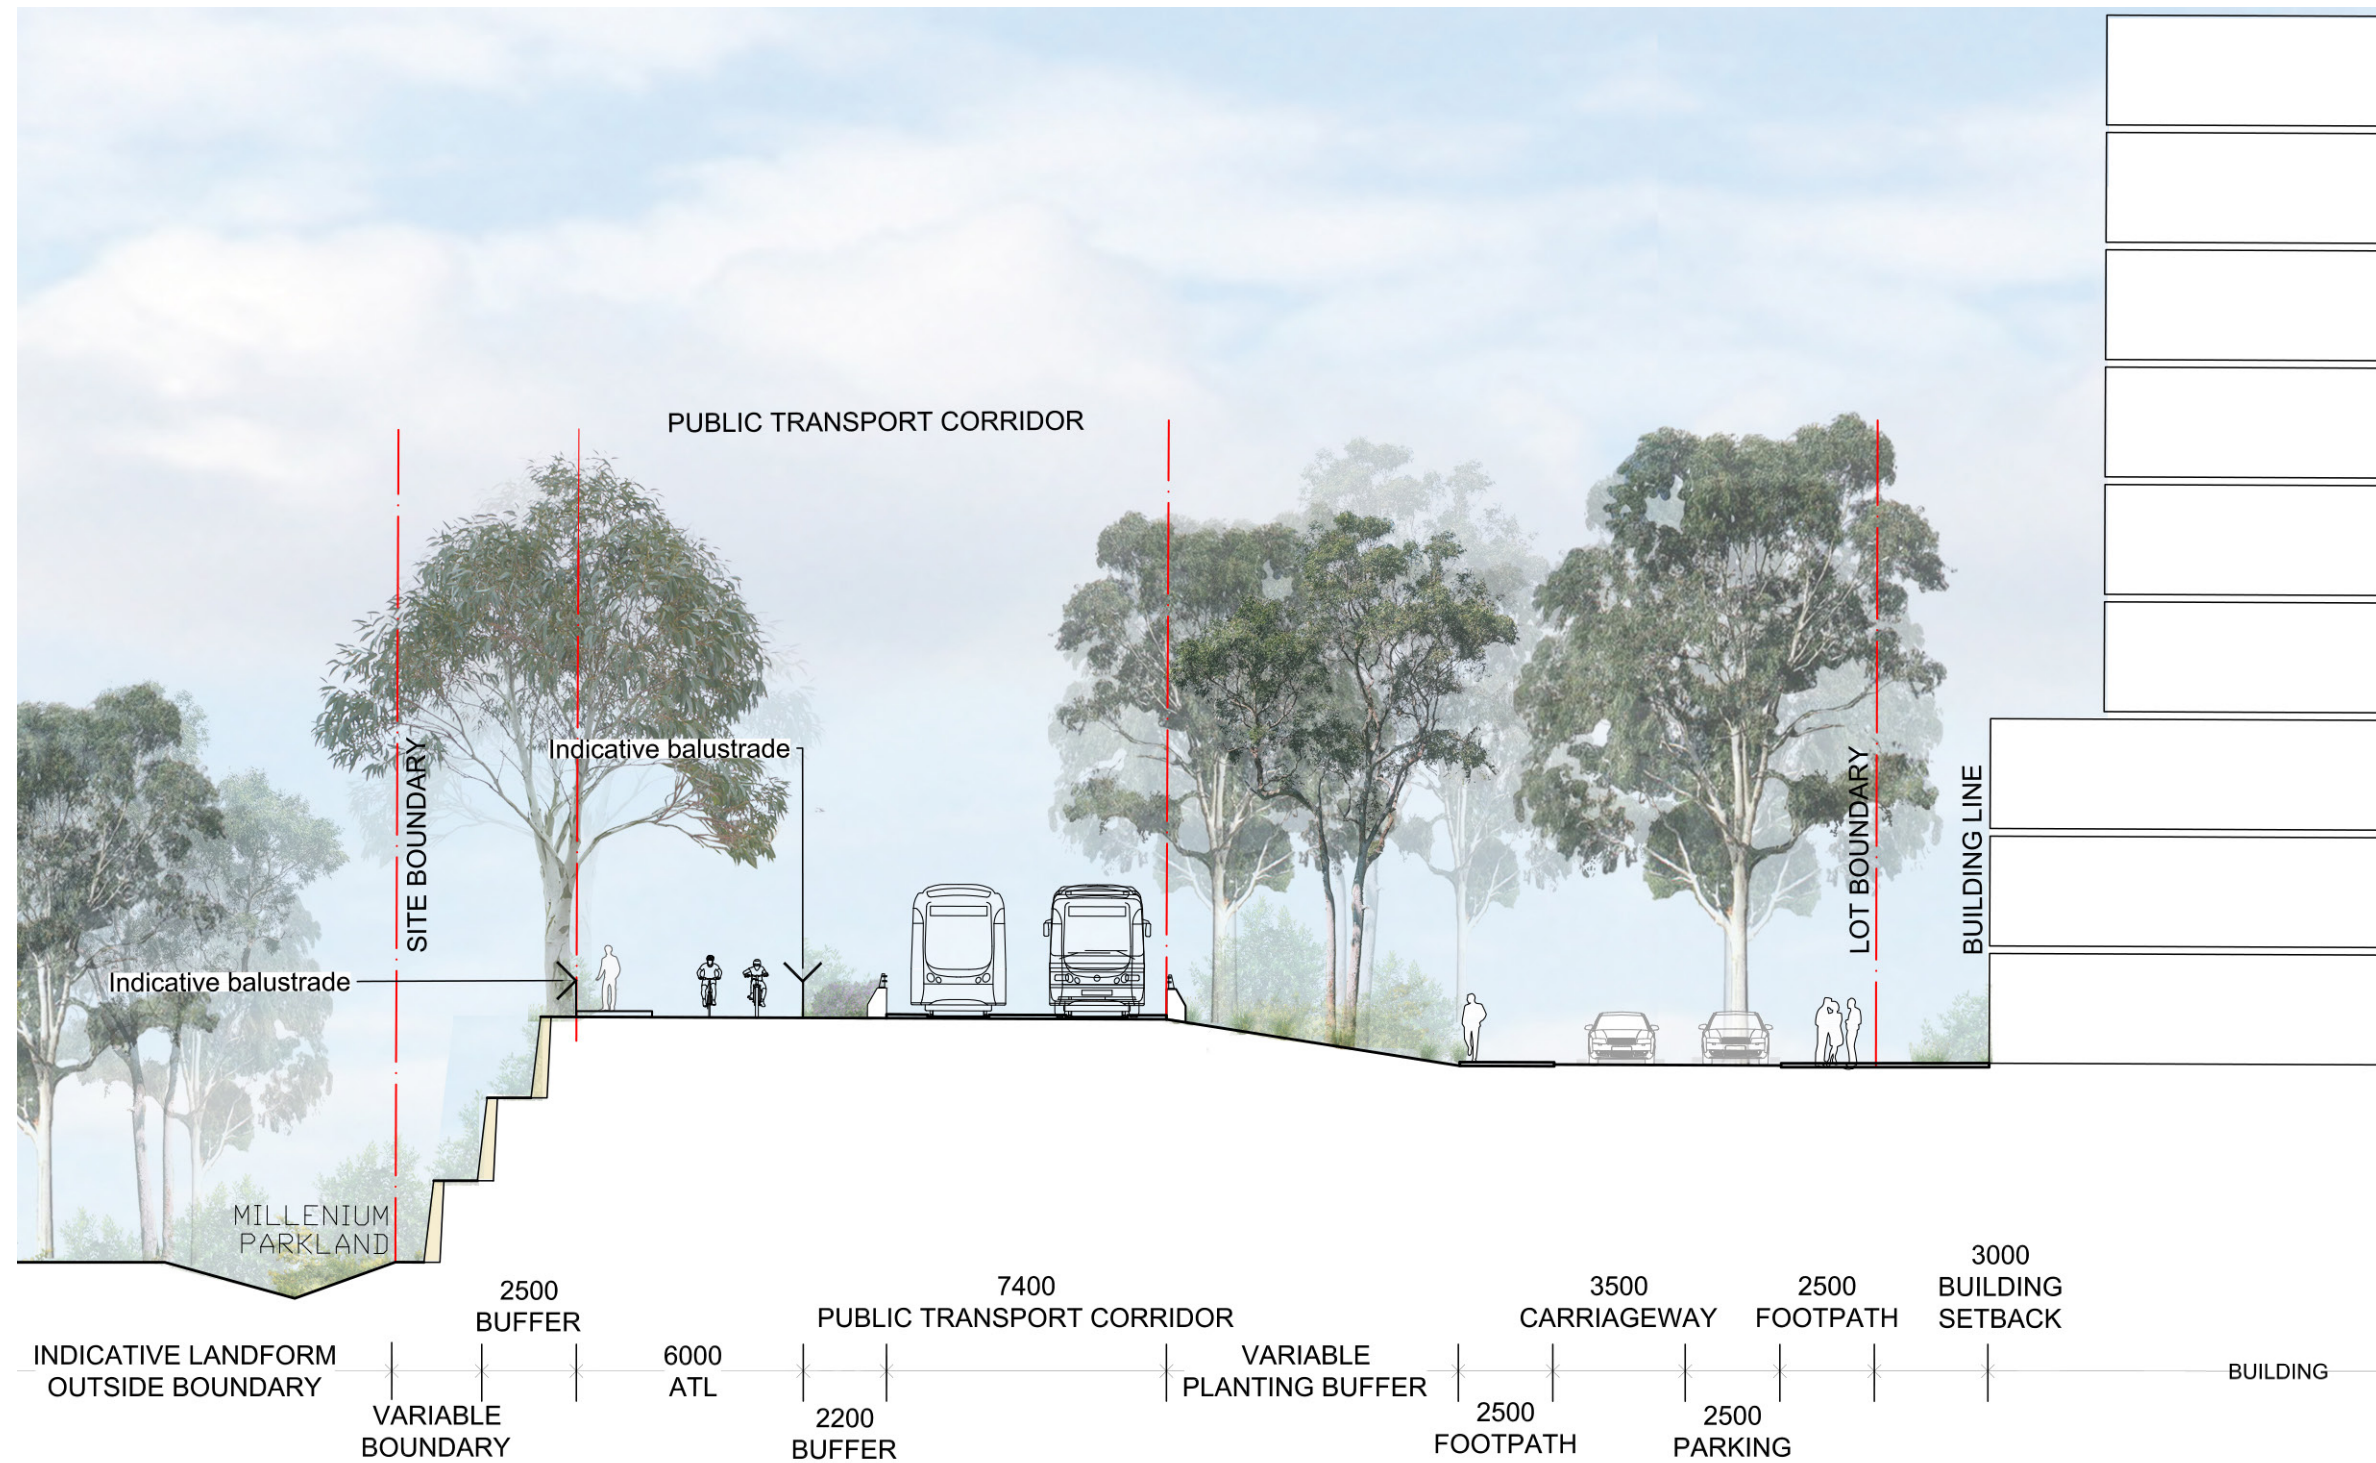 PUBLIC TRANSPORT CORRIDOR
Indicative balustrade
SITE BOUNDARY
LOT BOUNDARY
BUILDING LINE
Indicative balustrade
MILLENIUM
PARKLAND
2500
BUFFER
7400
PUBLIC TRANSPORT CORRIDOR
3500
CARRIAGEWAY
2500
FOOTPATH
3000
BUILDING
SETBACK
INDICATIVE LANDFORM
OUTSIDE BOUNDARY
6000
ATL
VARIABLE
PLANTING BUFFER
BUILDING
VARIABLE
BOUNDARY
2200
BUFFER
2500
FOOTPATH
2500
PARKING